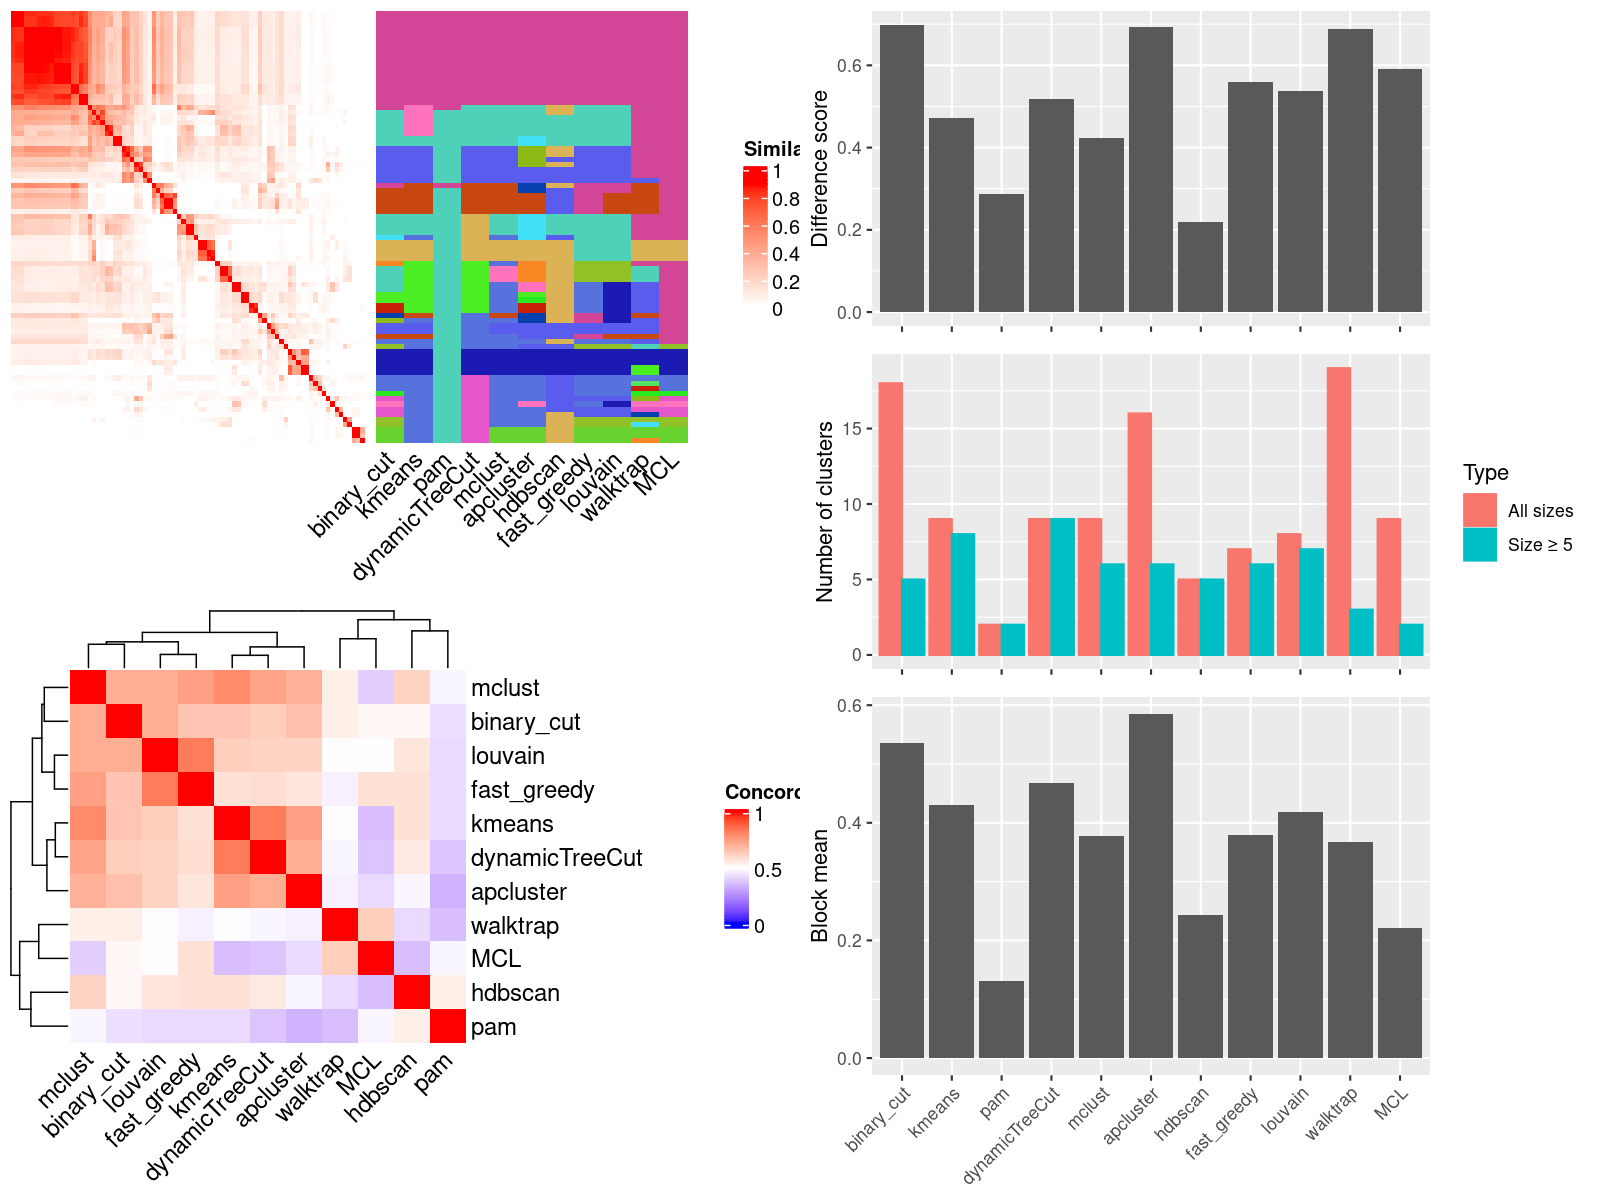 Simila
1
0.8
0.6
0.4
0.2
0
binary_cut
kmeans
pam
dynamicTreeCut
mclust
apcluster
hdbscan
fast_greedy
louvain
walktrap
MCL
Difference score
0.6
0.4
0.2
0.0
Number of clusters
15
10
5
0
Type
All sizes
Size ≥ 5
mclust
binary_cut
louvain
fast_greedy
kmeans
dynamicTreeCut
apcluster
walktrap
MCL
hdbscan
pam
mclust
binary_cut
louvain
fast_greedy
kmeans
dynamicTreeCut
apcluster
walktrap
MCL
hdbscan
pam
Concord
1
0.5
0
Block mean
0.6
0.4
0.2
0.0
binary_cut
kmeans
pam
dynamicTreeCut
mclust
apcluster
hdbscan
fast_greedy
louvain
walktrap
MCL